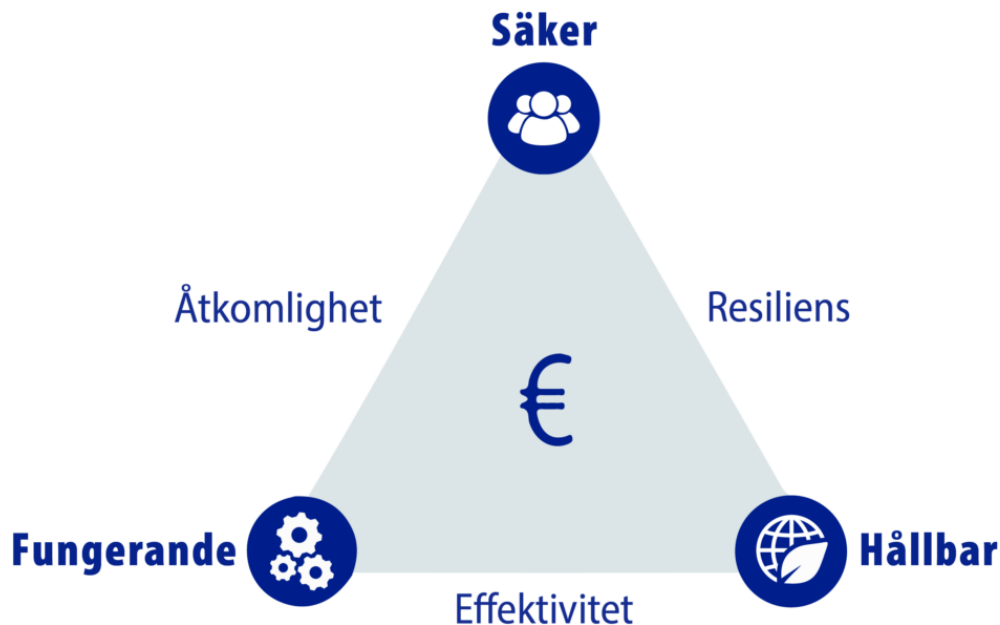 Säker
Åtkomlighet
Resiliens
€
Fungerande
Hållbar
Effektivitet